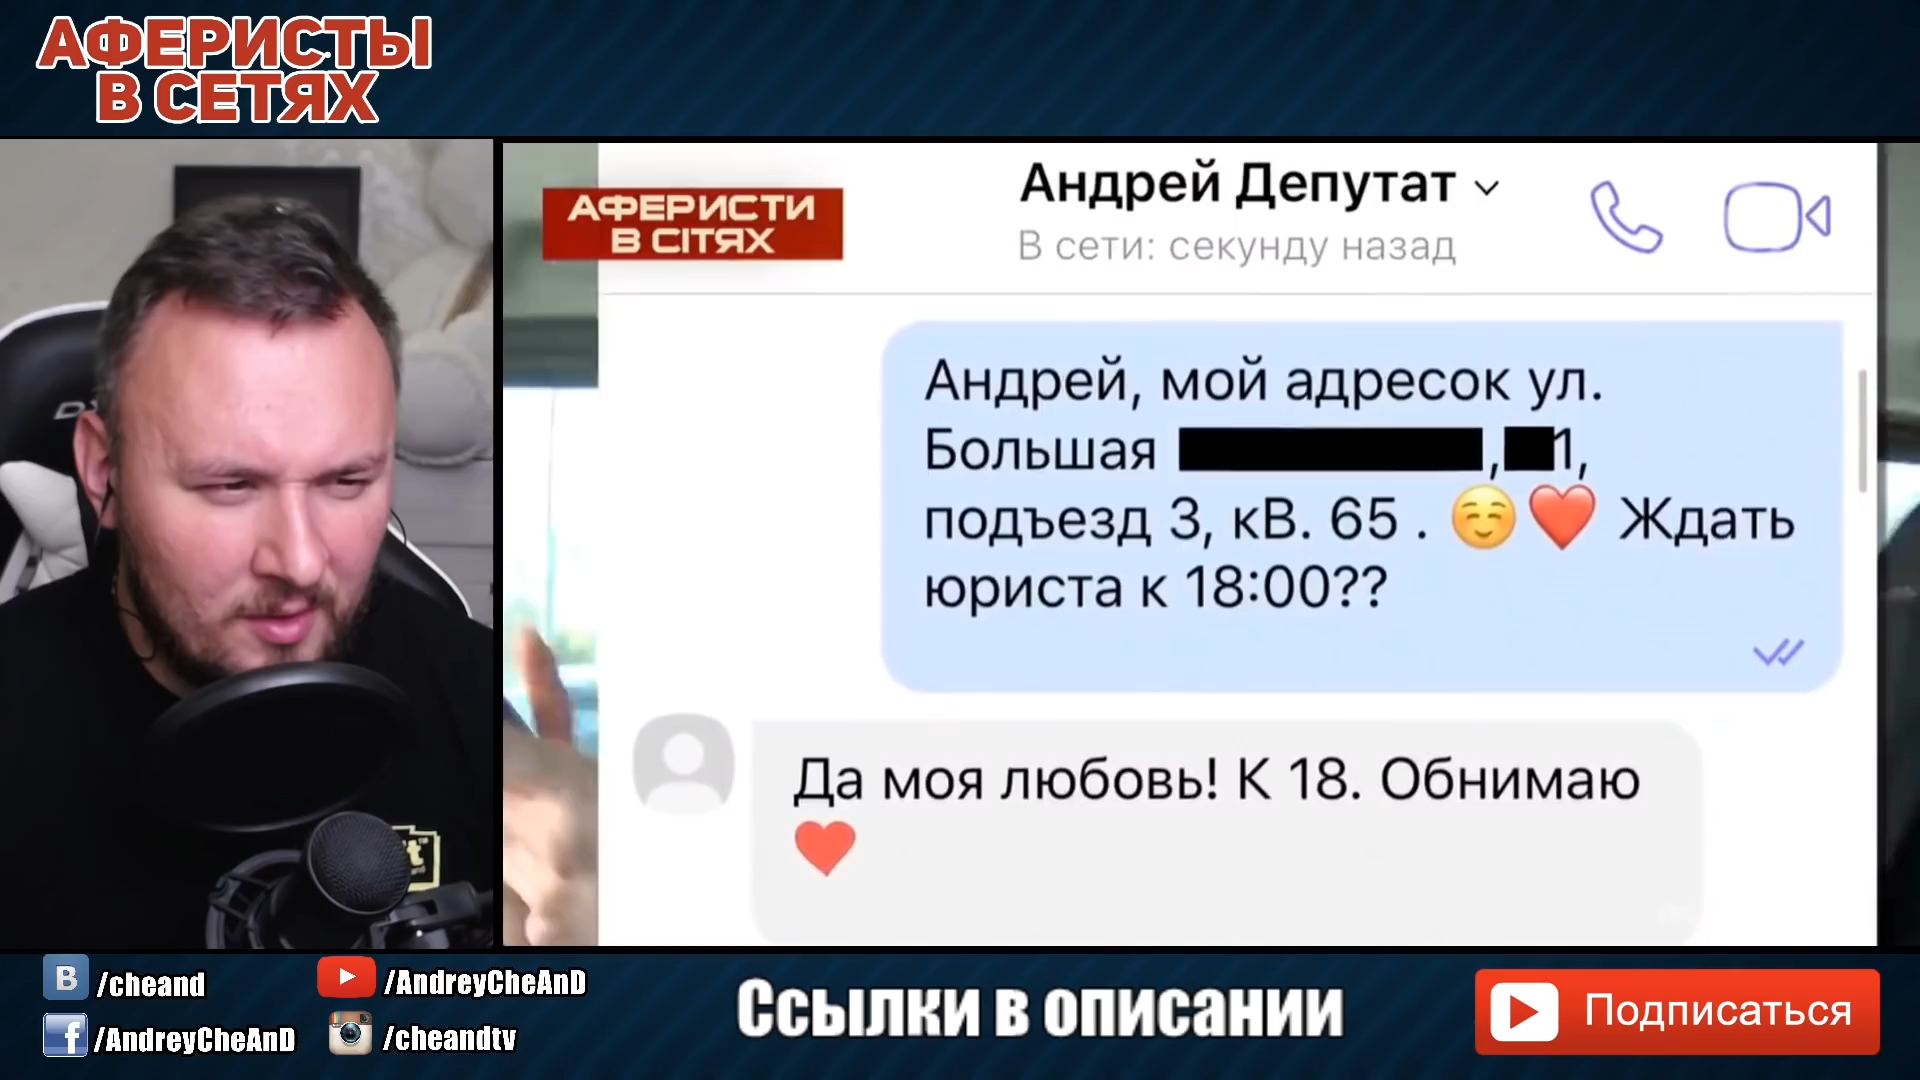 АФЕРИСТЫ
В СЕТЯХ
АФЕРИСТИ
В СІТЯХ
Андрей Депутат
В сети: секунду назад
Андрей, мой адресок ул.
Большая , 1,
подъезд 3, кВ. 65 . ☺️❤️ Ждать
юриста к 18:00??
Да моя любовь! К 18. Обнимаю
❤️
/cheand
/AndreyCheAnD
/AndreyCheAnD
/cheandtv
Ссылки в описании
Подписаться